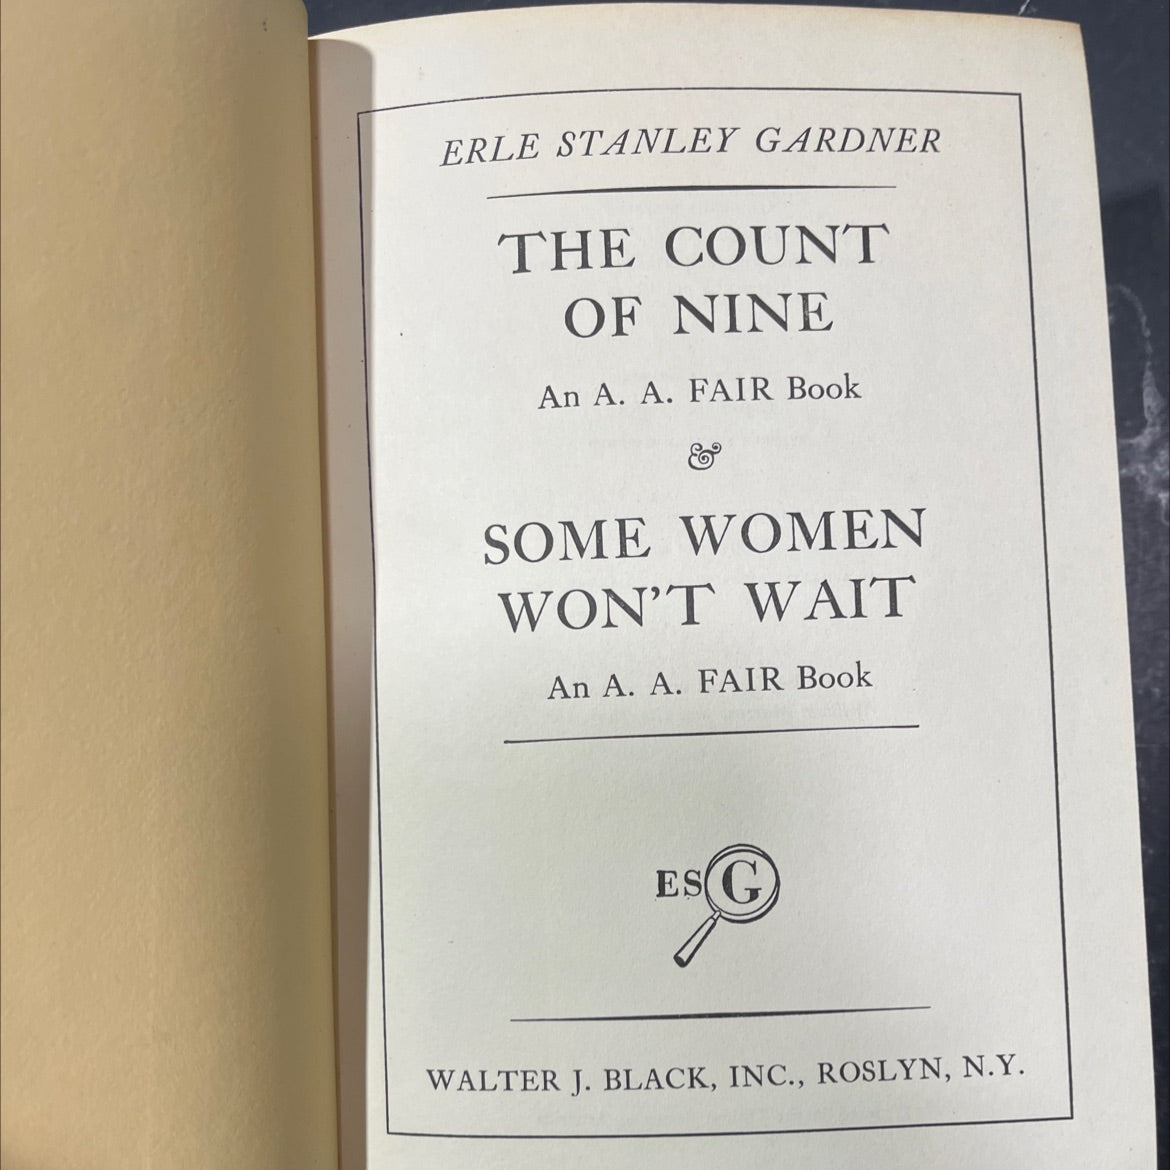 ERLE STANLEY GARDNER
THE COUNT
OF NINE
An A. A. FAIR Book
&
SOME WOMEN
WON'T WAIT
An A. A. FAIR Book
ESG
WALTER J. BLACK, INC., ROSLYN, N.Y.